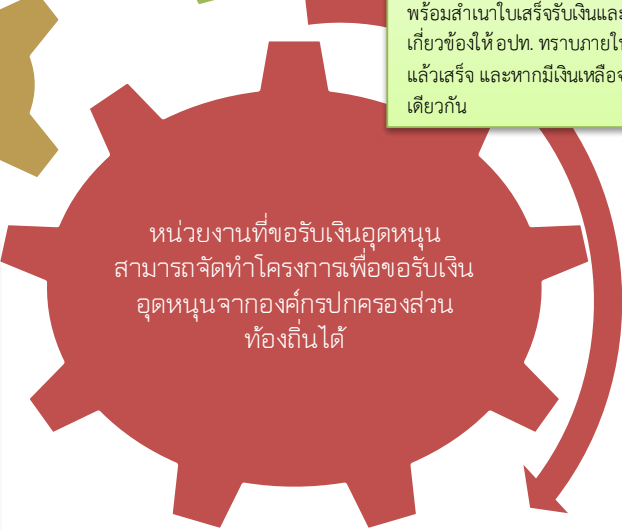 พร้อมสำเนาใบเสร็จรับเงินและ
เกี่ยวข้องให้ อปท. ทราบภายใน
แล้วเสร็จ และหากมีเงินเหลือ
เดียวกัน
หน่วยงานที่ขอรับเงินอุดหนุน
สามารถจัดทำโครงการเพื่อขอรับเงิน
อุดหนุนจากองค์กรปกครองส่วน
ท้องถิ่นได้